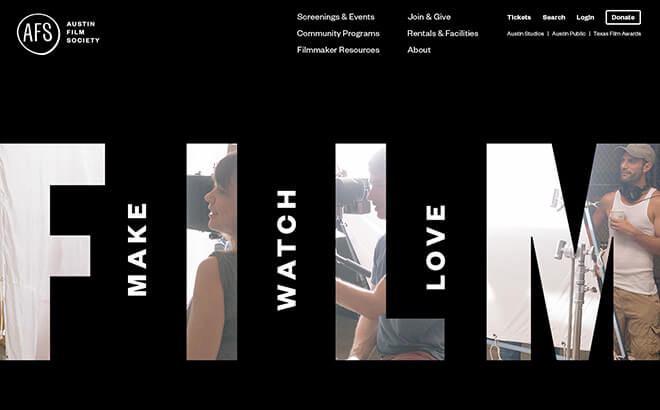 AFS
AUSTIN
FILM
SOCIETY
Screenings & Events
Community Programs
Filmmaker Resources
Join & Give
Rentals & Facilities
About
Tickets
Search
Login
Donate
Austin Studios | Austin Public | Texas Film Awards
FILM
MAKE
WATCH
LOVE